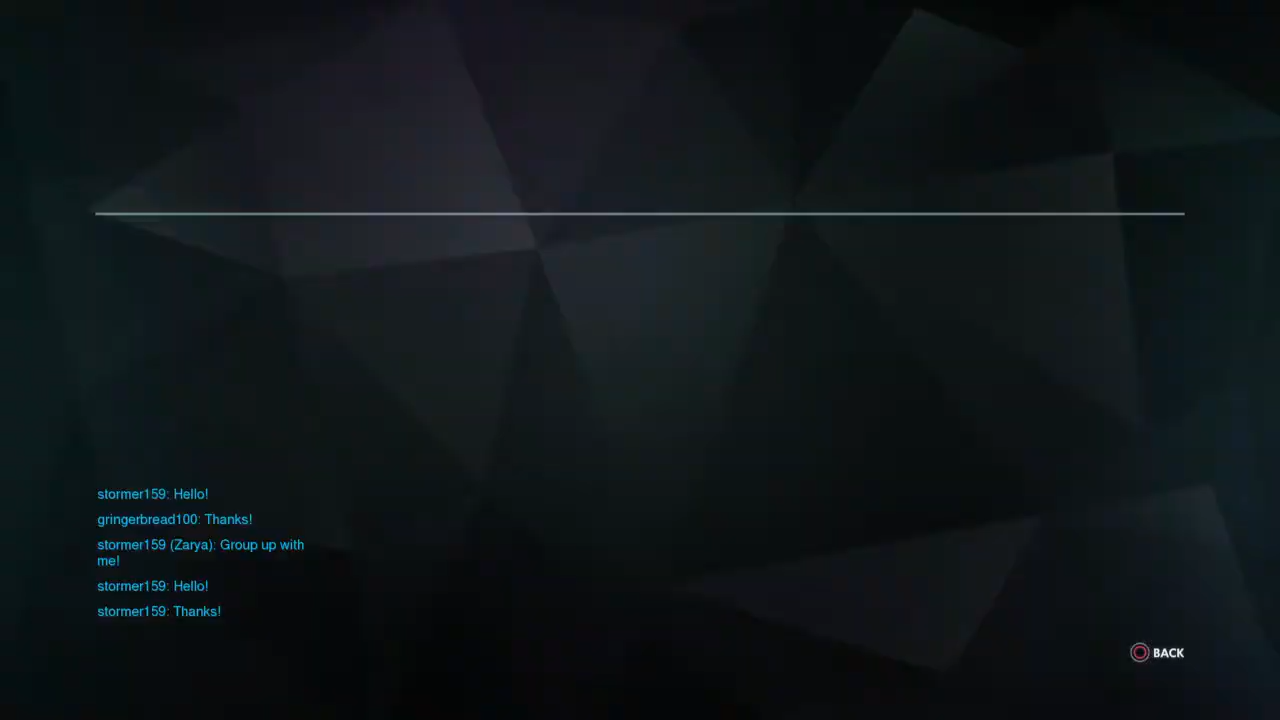 stormer159: Hello!
gringerbread100: Thanks!
stormer159 (Zarya): Group up with
me!
stormer159: Hello!
stormer159: Thanks!
BACK